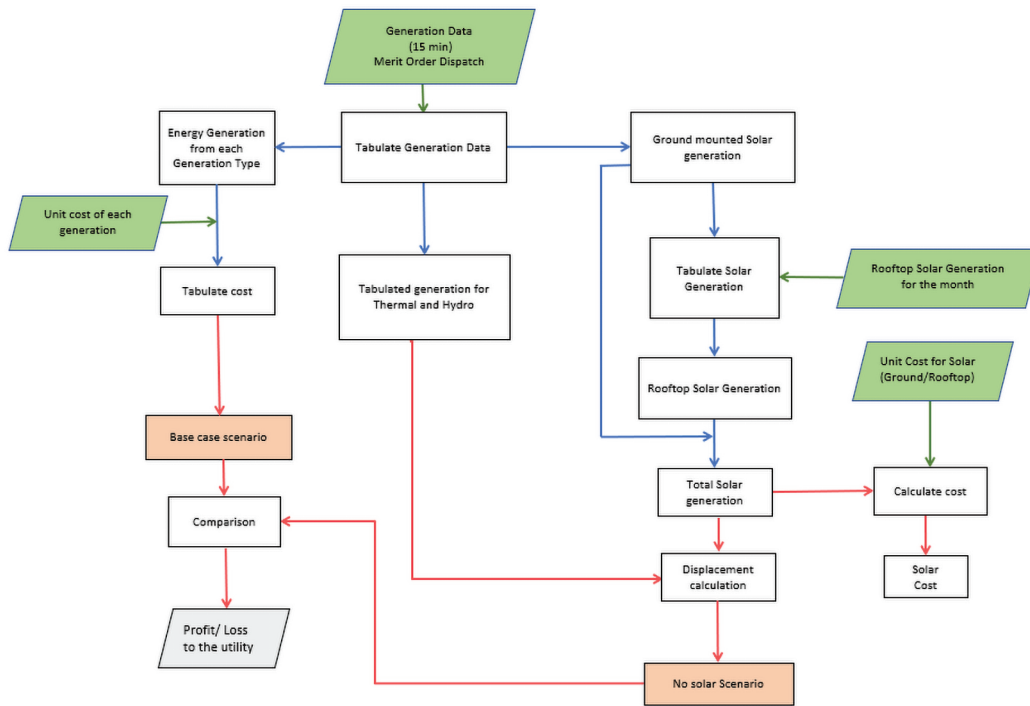 Generation Data
(15 min)
Merit Order Dispatch
Energy Generation
from each
Generation Type
Tabulate Generation Data
Ground mounted Solar
generation
Unit cost of each
generation
Tabulate cost
Tabulated generation for
Thermal and Hydro
Tabulate Solar
Generation
Rooftop Solar Generation
for the month
Rooftop Solar Generation
Unit Cost for Solar
(Ground/Rooftop)
Base case scenario
Total Solar
generation
Calculate cost
Comparison
Displacement
calculation
Solar
Cost
Profit/ Loss
to the utility
No solar Scenario